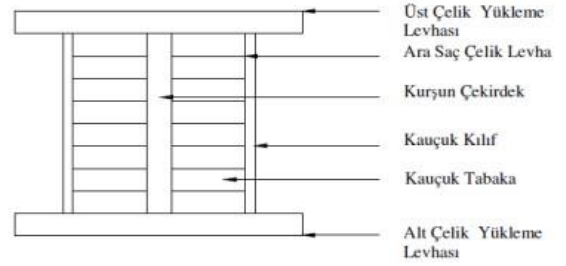 Üst Çelik Yükleme
Levhası
Ara Saç Çelik Levha
Kurşun Çekirdek
Kauçuk Kılıf
Kauçuk Tabaka
Alt Çelik Yükleme
Levhası